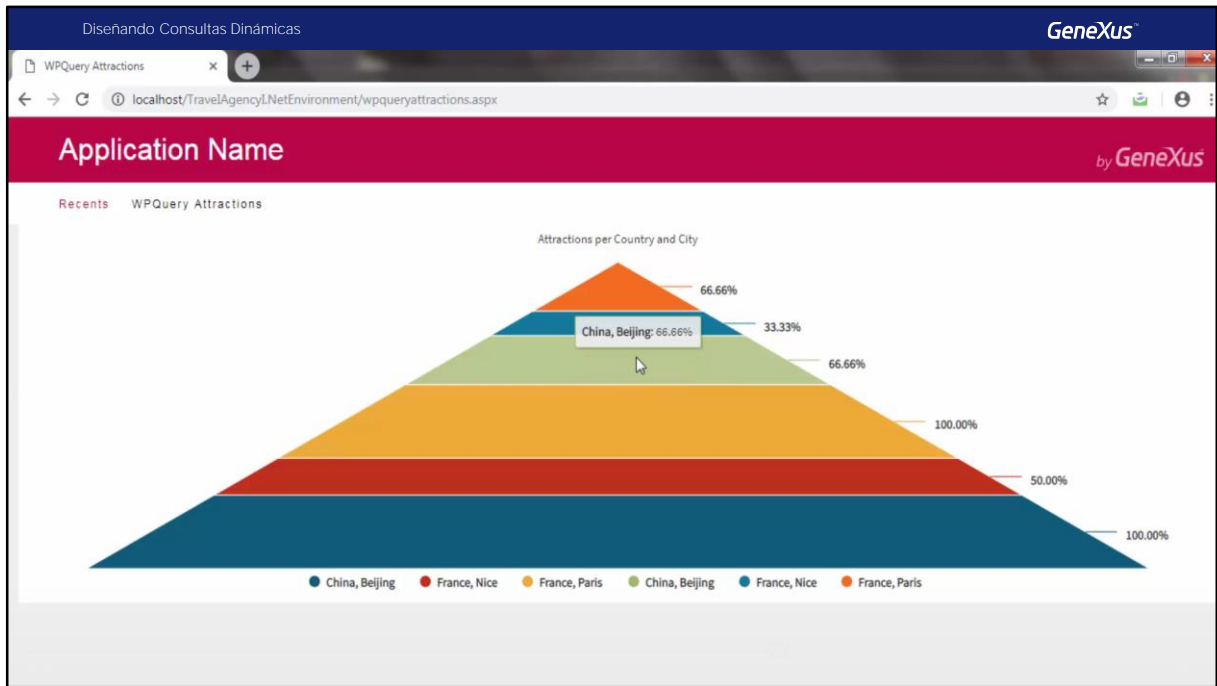 Diseñando Consultas Dinámicas
GeneXus™
WPQuery Attractions
localhost/TravelAgencyI.NetEnvironment/wpqueryattractions.aspx
Application Name
by GeneXus
Recents WPQuery Attractions
Attractions per Country and City
66.66%
33.33%
China, Beijing: 66.66%
66.66%
100.00%
50.00%
100.00%
China, Beijing France, Nice France, Paris China, Beijing France, Nice France, Paris